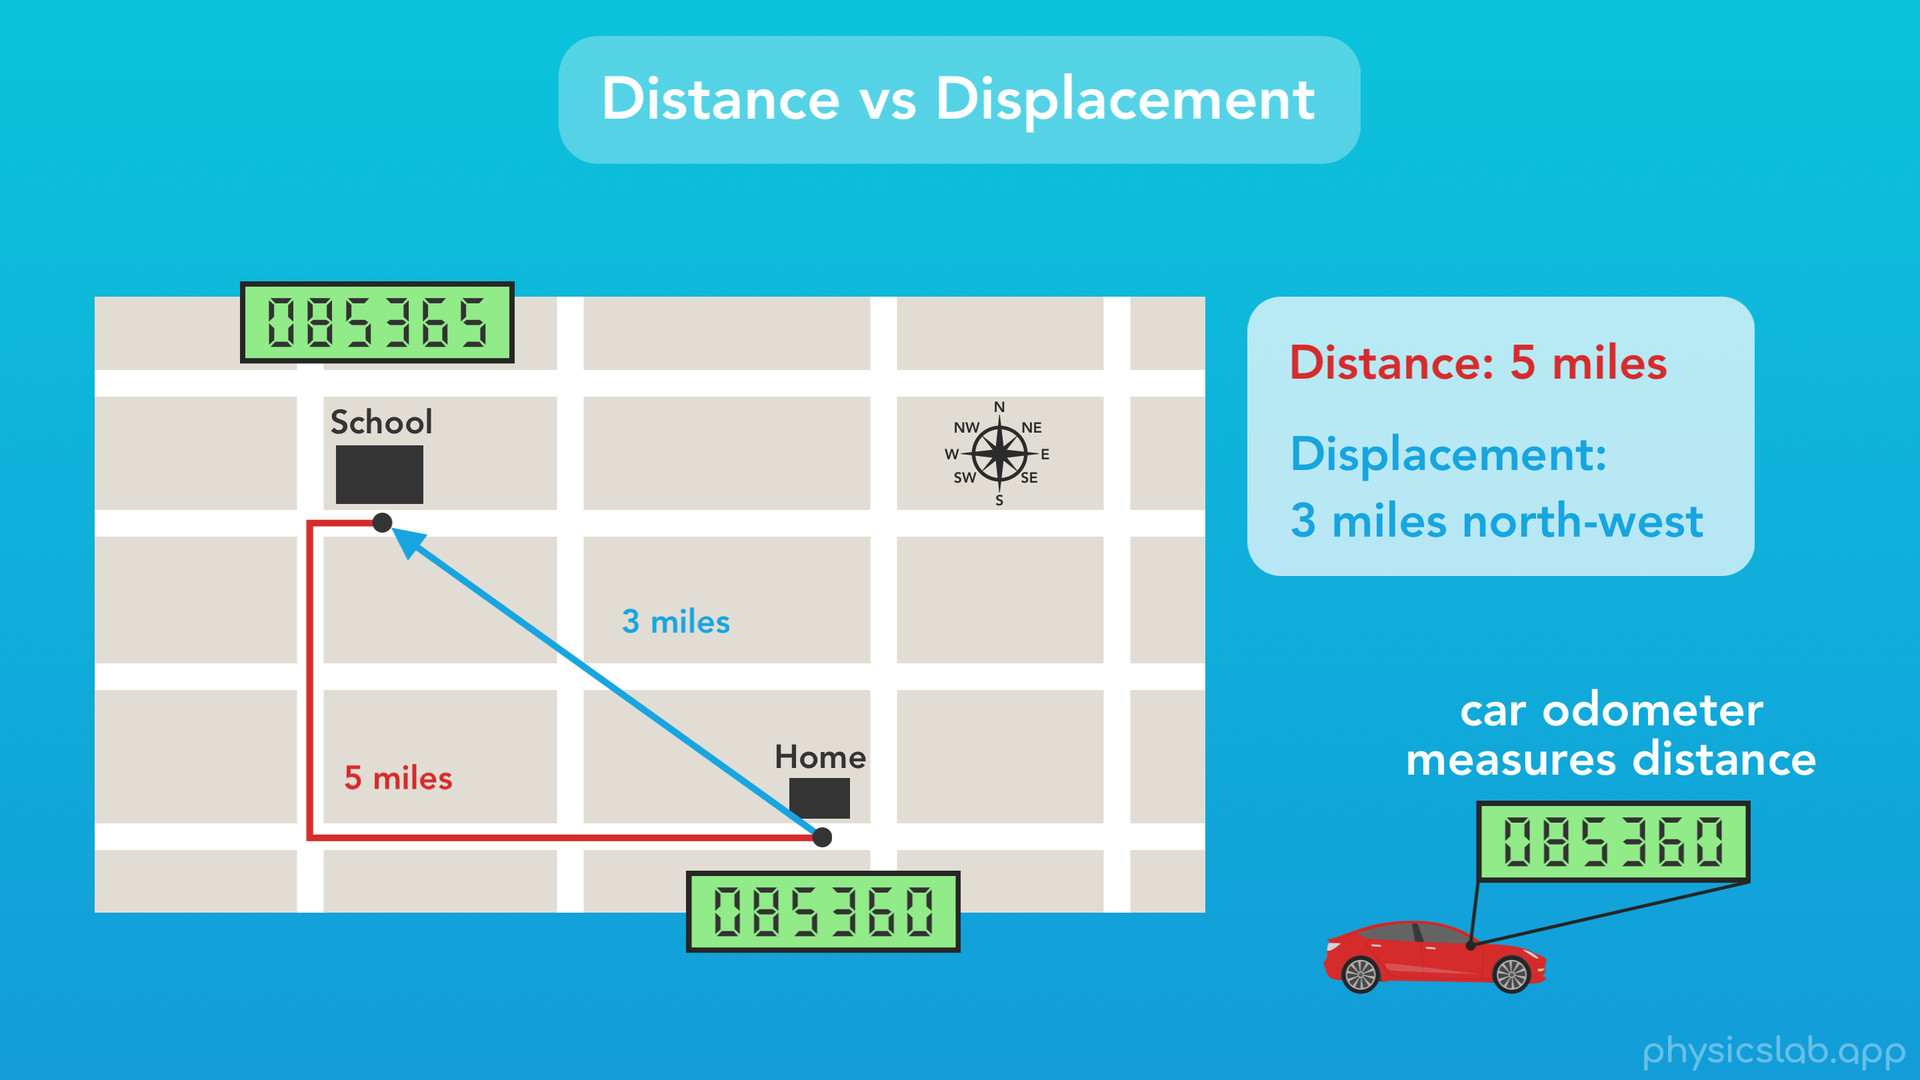 Distance vs Displacement
085365
School
N
NW NE
W E
SW SE
S
3 miles
5 miles
Home
085360
Distance: 5 miles
Displacement:
3 miles north-west
car odometer
measures distance
085360
physicslab.app